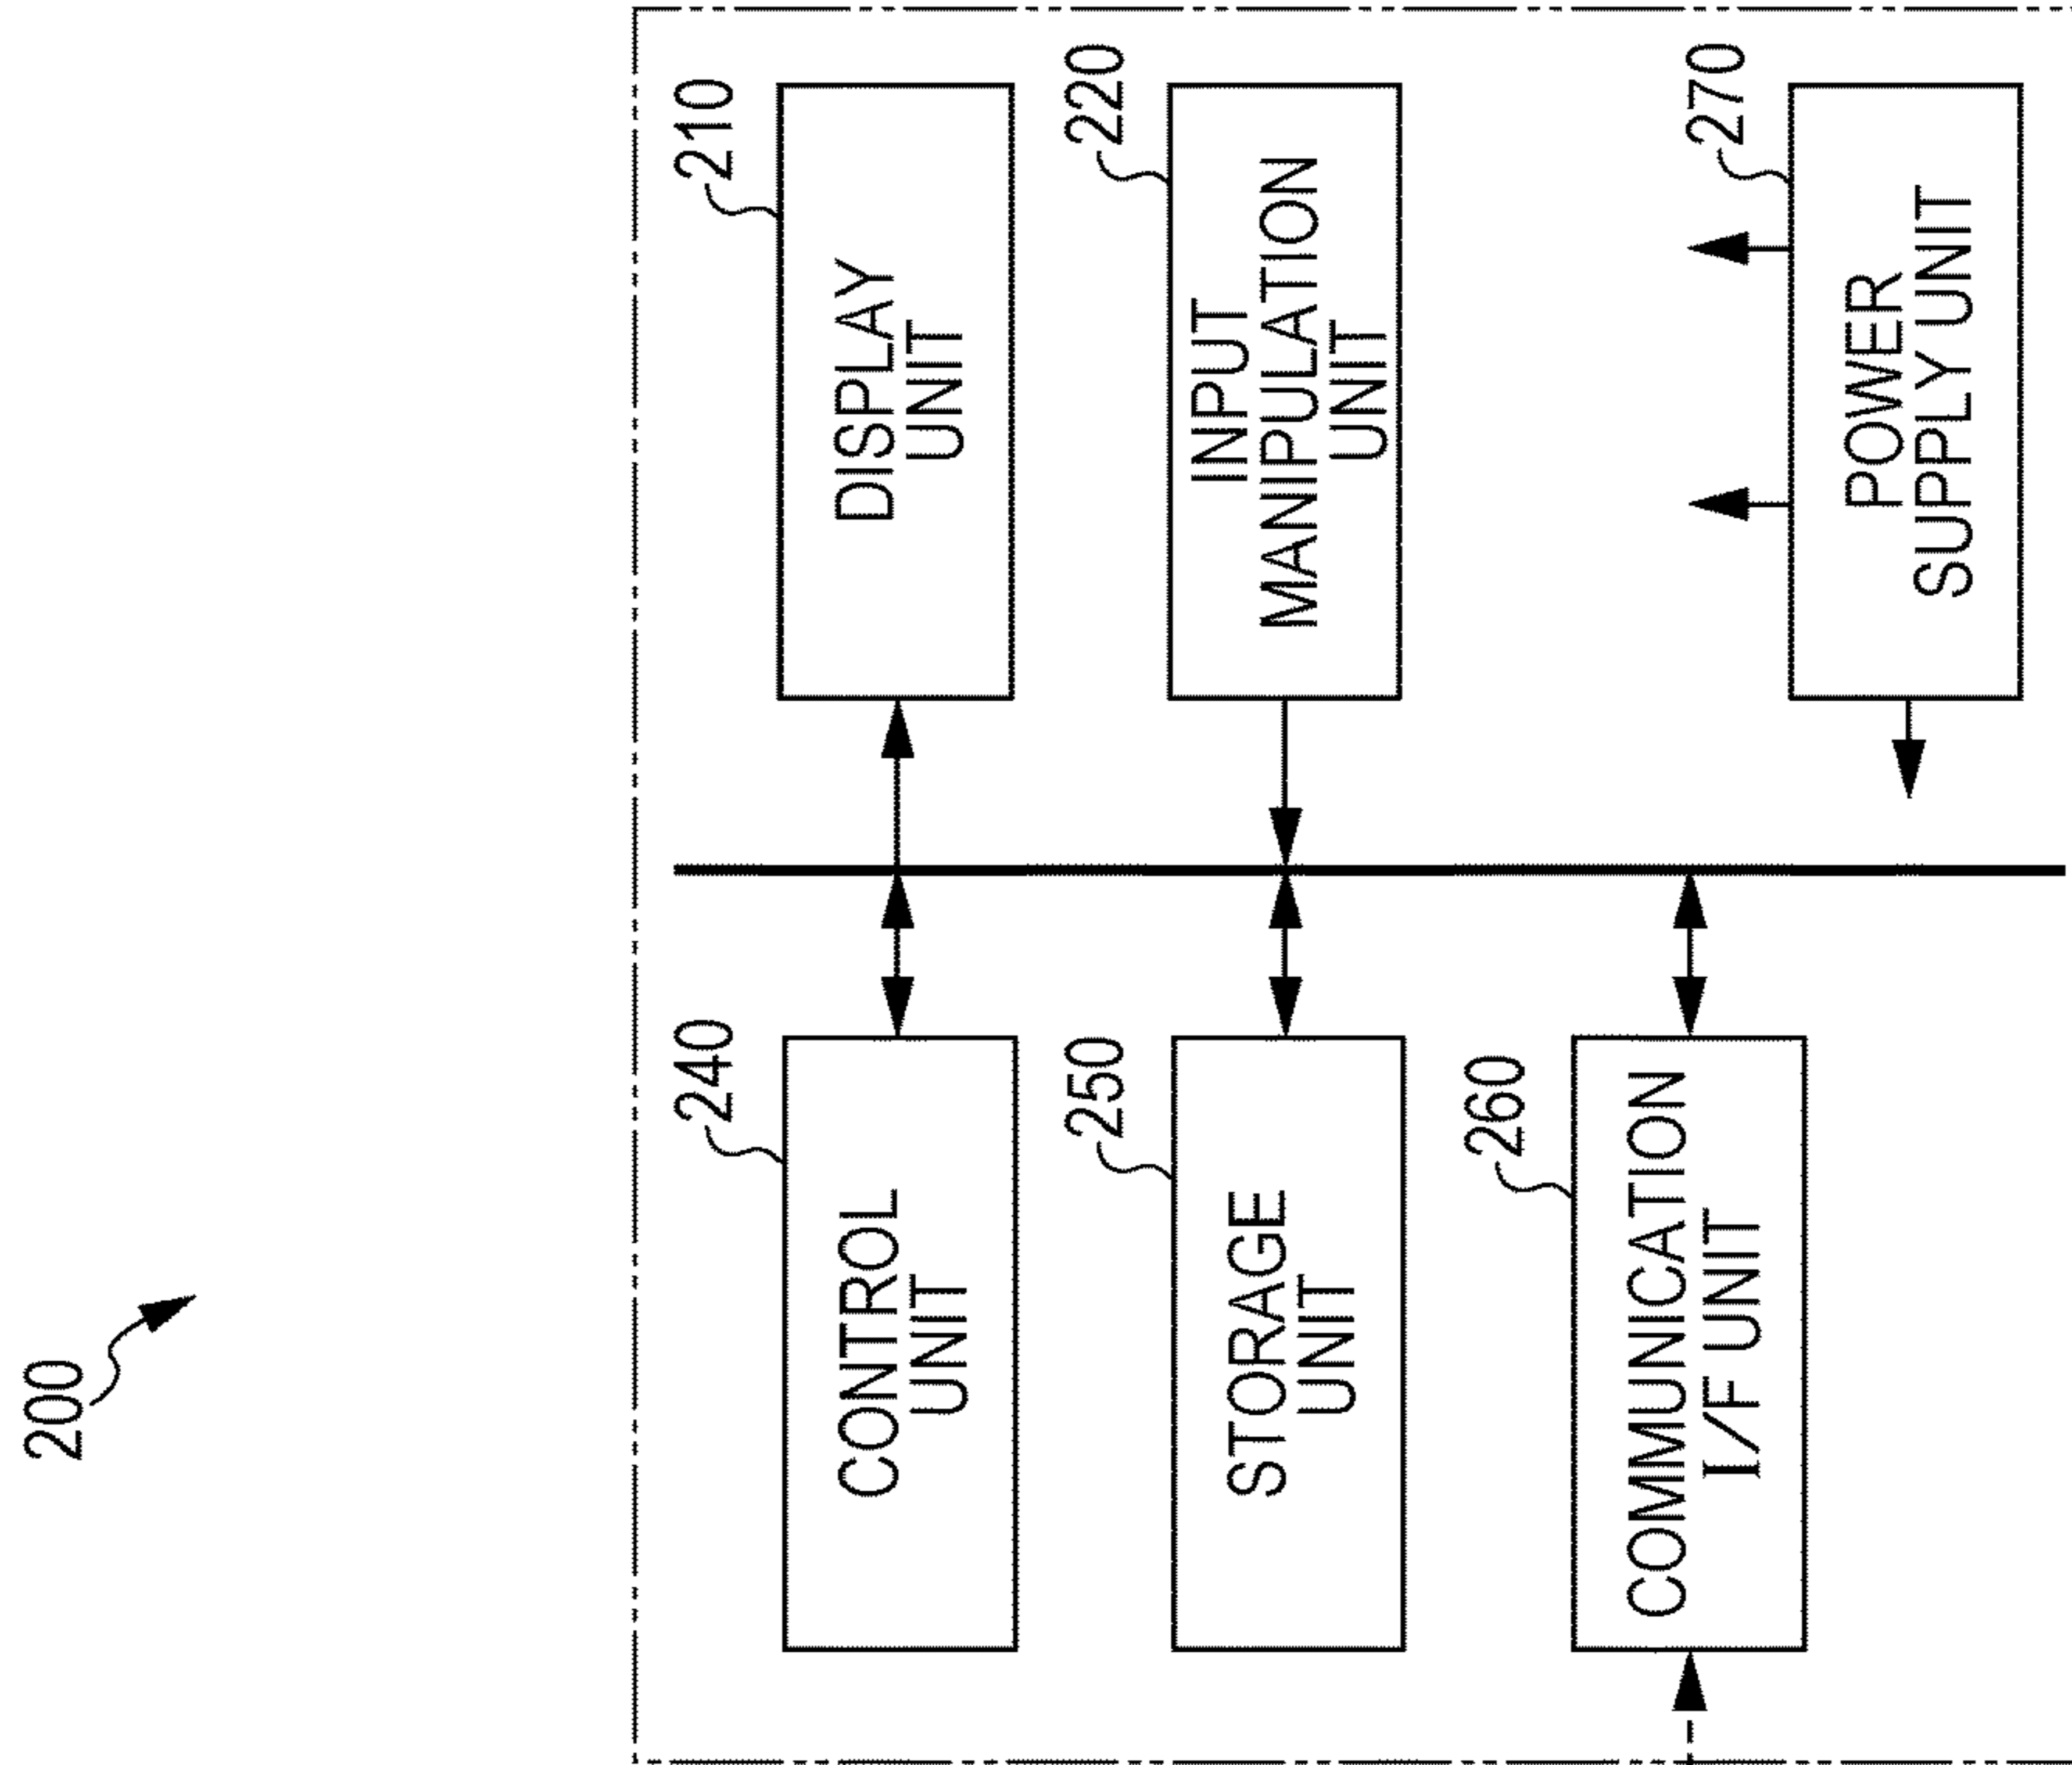 200
240
CONTROL
UNIT
210
DISPLAY
UNIT
250
STORAGE
UNIT
220
INPUT
MANIPULATION
UNIT
260
COMMUNICATION
I/F UNIT
270
POWER
SUPPLY UNIT